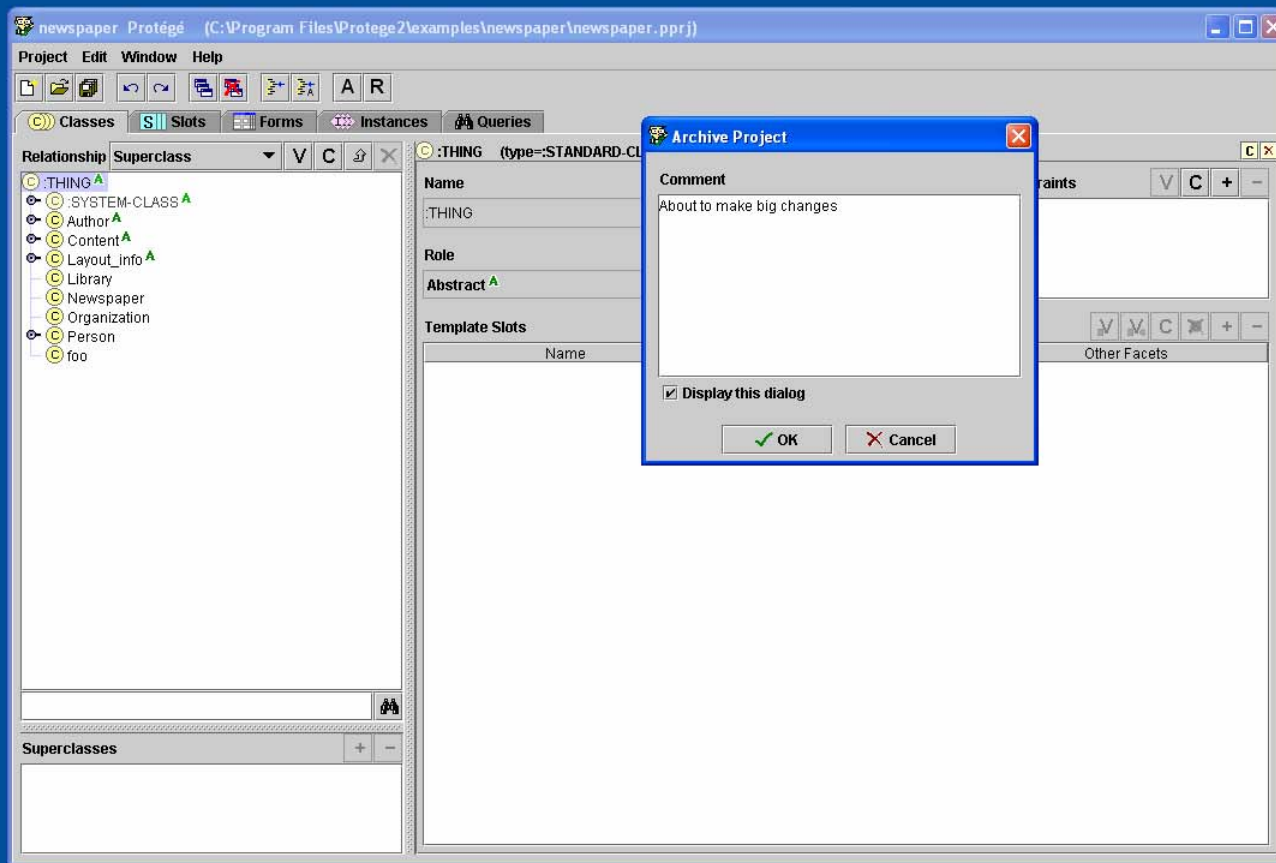 newspaper Protégé (C:\Program Files\Protege2\examples\newspaper\newspaper.pprj)
Project Edit Window Help
A R
C Classes S Slots Forms Instances Queries
Relationship Superclass V C
C :THING A
C :SYSTEM-CLASS A
C Author A
C Content A
C Layout_info A
C Library
C Newspaper
C Organization
C Person
C foo
Superclasses + -
C :THING (type=:STANDARD-CL
C ×
Name
:THING
Role
Abstract A
Template Slots
Name
raints V C + -
V V C + -
Other Facets
Archive Project
Comment
About to make big changes
Display this dialog
OK Cancel